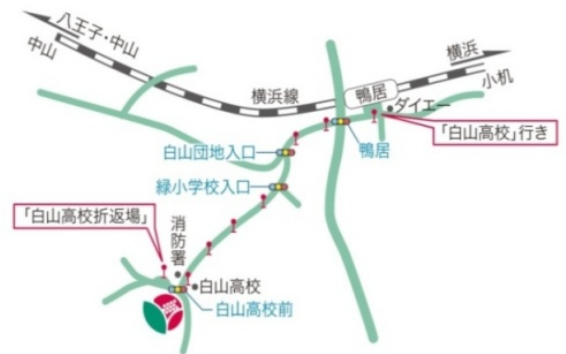 八王子・中山
中山
横浜
小机
横浜線
鴨居
ダイエー
「白山高校」行き
鴨居
白山団地入口
緑小学校入口
「白山高校折返場」
消防署
白山高校
白山高校前